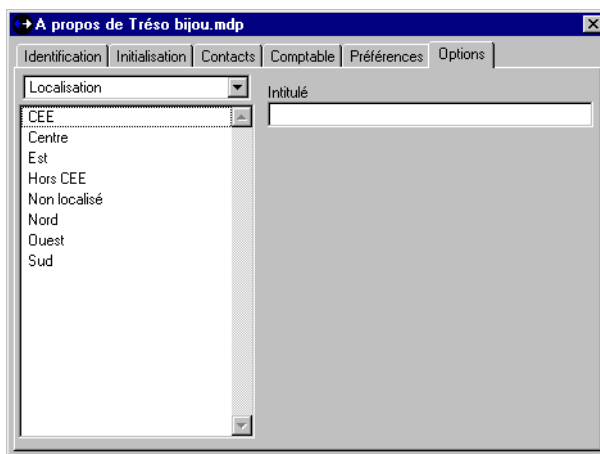 A propos de Tréso bijou.mdp
Identification Initialisation Contacts Comptable Préférences Options
Localisation
Intitulé
CEE
Centre
Est
Hors CEE
Non localisé
Nord
Ouest
Sud